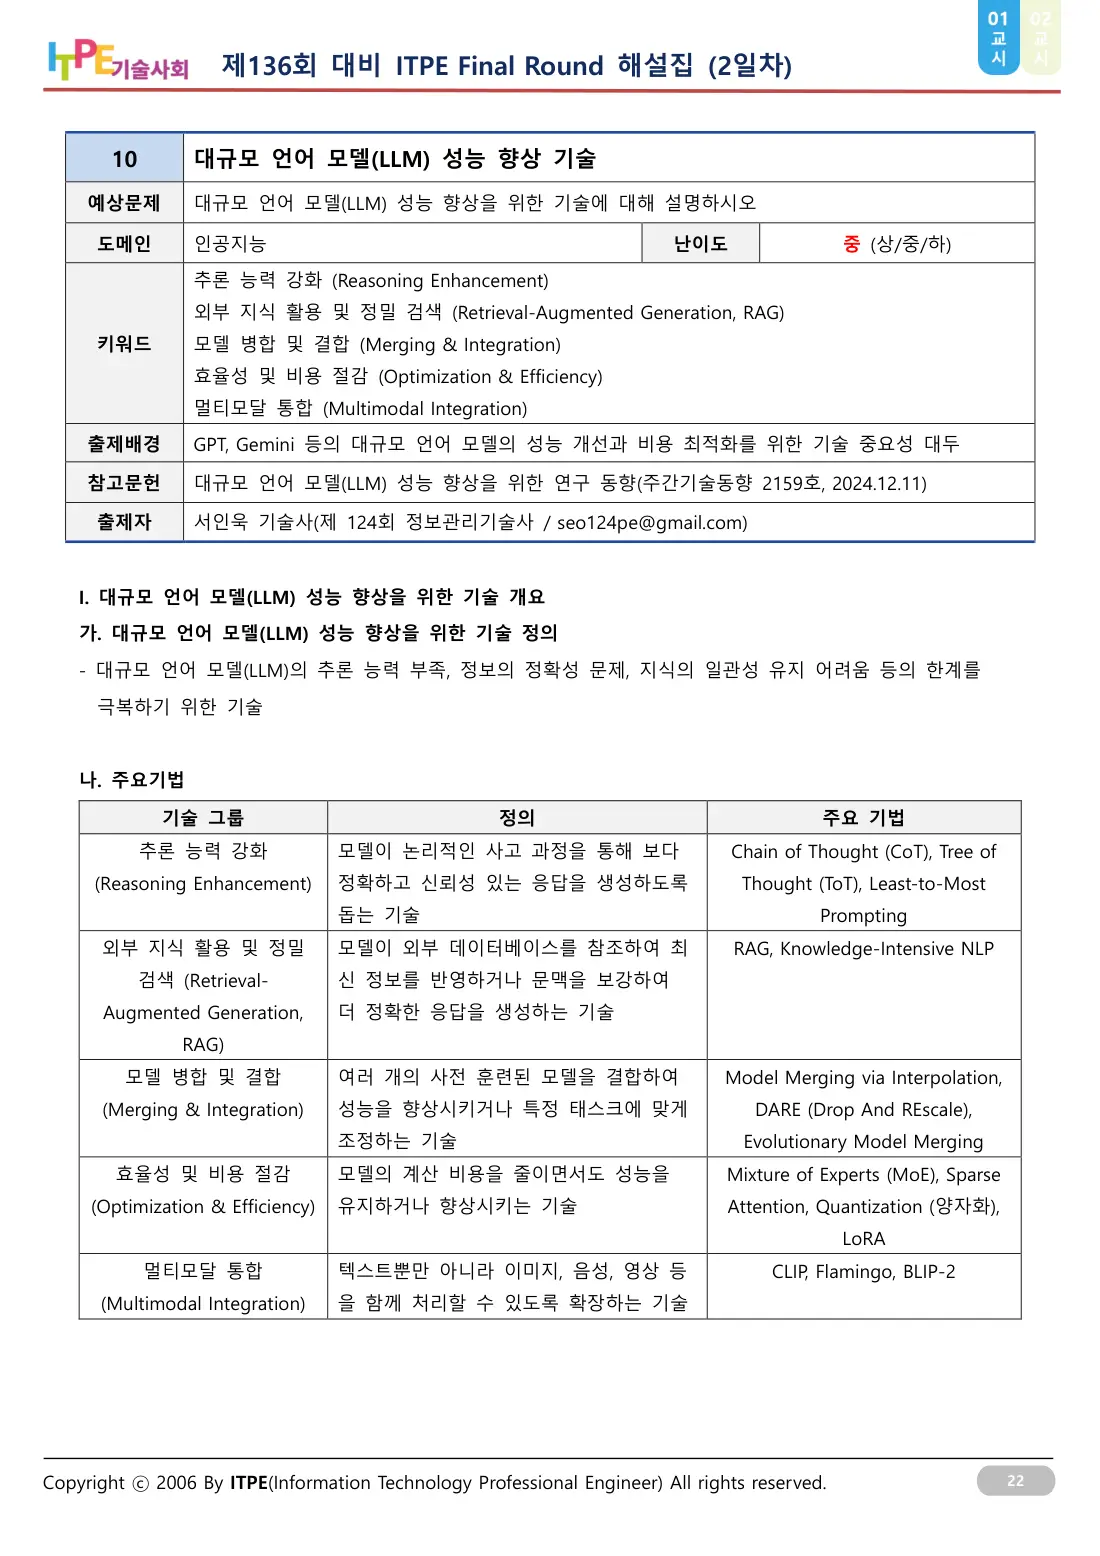 01
교
시
02
교
시
ITPE기술사회 제136회 대비 ITPE Final Round 해설집 (2일차)
10 대규모 언어 모델(LLM) 성능 향상 기술
예상문제 대규모 언어 모델(LLM) 성능 향상을 위한 기술에 대해 설명하시오
도메인 인공지능 난이도 중 (상/중/하)
키워드
추론 능력 강화 (Reasoning Enhancement)
외부 지식 활용 및 정밀 검색 (Retrieval-Augmented Generation, RAG)
모델 병합 및 결합 (Merging & Integration)
효율성 및 비용 절감 (Optimization & Efficiency)
멀티모달 통합 (Multimodal Integration)
출제배경 GPT, Gemini 등의 대규모 언어 모델의 성능 개선과 비용 최적화를 위한 기술 중요성 대두
참고문헌 대규모 언어 모델(LLM) 성능 향상을 위한 연구 동향(주간기술동향 2159호, 2024.12.11)
출제자 서인욱 기술사(제 124회 정보관리기술사 / seo124pe@gmail.com)
I. 대규모 언어 모델(LLM) 성능 향상을 위한 기술 개요
가. 대규모 언어 모델(LLM) 성능 향상을 위한 기술 정의
- 대규모 언어 모델(LLM)의 추론 능력 부족, 정보의 정확성 문제, 지식의 일관성 유지 어려움 등의 한계를
극복하기 위한 기술
나. 주요기법
기술 그룹 정의 주요 기법
추론 능력 강화
(Reasoning Enhancement)
모델이 논리적인 사고 과정을 통해 보다
정확하고 신뢰성 있는 응답을 생성하도록
돕는 기술
Chain of Thought (CoT), Tree of
Thought (ToT), Least-to-Most
Prompting
외부 지식 활용 및 정밀
검색 (Retrieval-
Augmented Generation,
RAG)
모델이 외부 데이터베이스를 참조하여 최
신 정보를 반영하거나 문맥을 보강하여
더 정확한 응답을 생성하는 기술
RAG, Knowledge-Intensive NLP
모델 병합 및 결합
(Merging & Integration)
여러 개의 사전 훈련된 모델을 결합하여
성능을 향상시키거나 특정 태스크에 맞게
조정하는 기술
Model Merging via Interpolation,
DARE (Drop And REscale),
Evolutionary Model Merging
효율성 및 비용 절감
(Optimization & Efficiency)
모델의 계산 비용을 줄이면서도 성능을
유지하거나 향상시키는 기술
Mixture of Experts (MoE), Sparse
Attention, Quantization (양자화),
LoRA
멀티모달 통합
(Multimodal Integration)
텍스트뿐만 아니라 이미지, 음성, 영상 등
을 함께 처리할 수 있도록 확장하는 기술
CLIP, Flamingo, BLIP-2
Copyright ⓒ 2006 By ITPE(Information Technology Professional Engineer) All rights reserved.
22